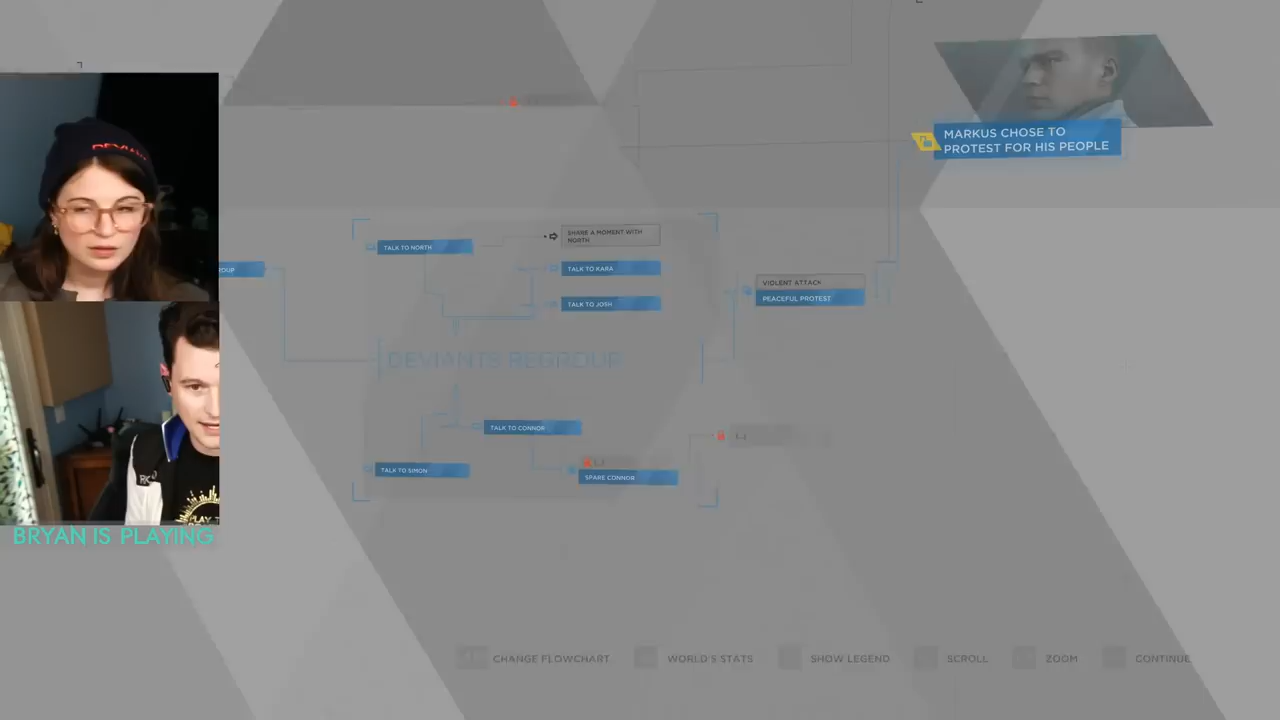 DEVIANT
MARKUS CHOSE TO
PROTEST FOR HIS PEOPLE
SHARE A MOMENT WITH
NORTH
TALK TO NORTH
TALK TO KARA
VIOLENT ATTACK
PEACEFUL PROTEST
TALK TO JOSH
DEVIANTS REGROUP
TALK TO CONNOR
TALK TO SIMON
SPARE CONNOR
BRYAN IS PLAYING
CHANGE FLOWCHART
WORLD'S STATS
SHOW LEGEND
SCROLL
ZOOM
CONTINUE